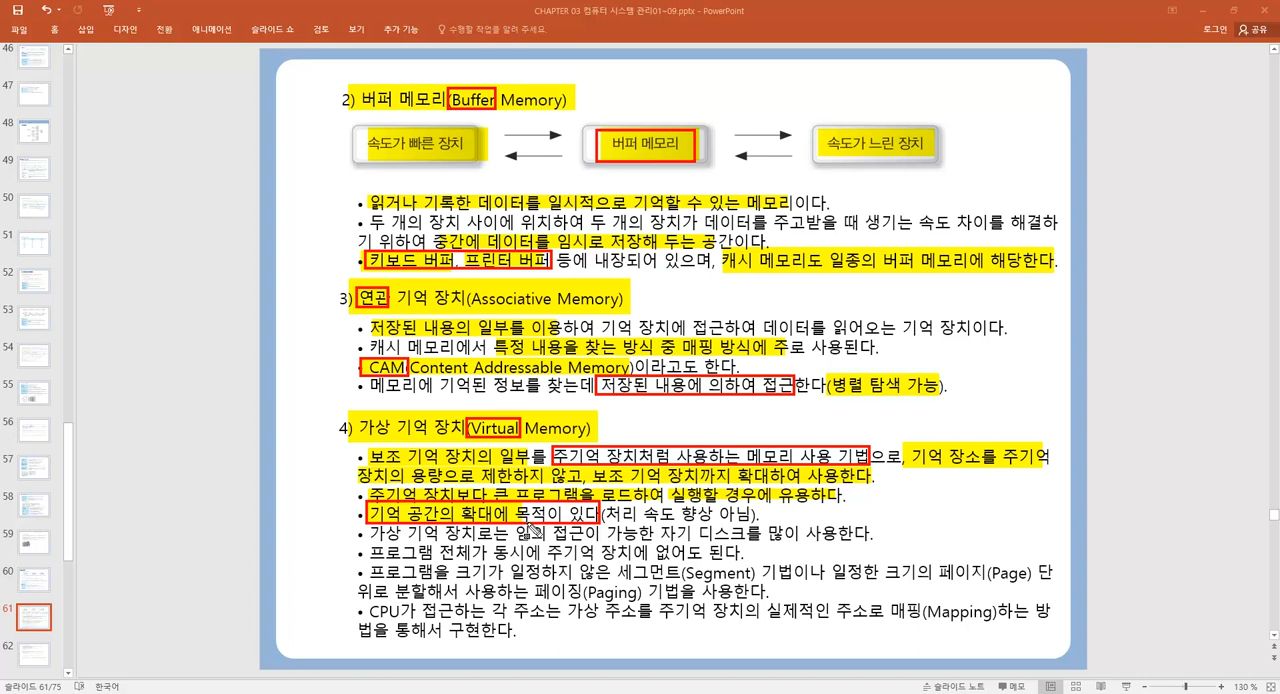 CHAPTER 03 컴퓨터 시스템 관리01~09.pptx - PowerPoint
파일 홈 삽입 디자인 전환 애니메이션 슬라이드 쇼 검토 보기 추가 기능 수행할 작업을 알려 주세요. 로그인 공유
46
47
48
49
50
51
52
53
54
55
56
57
58
59
60
61
62
2) 버퍼 메모리(Buffer Memory)
속도가 빠른 장치 버퍼 메모리 속도가 느린 장치
• 읽거나 기록한 데이터를 일시적으로 기억할 수 있는 메모리이다.
• 두 개의 장치 사이에 위치하여 두 개의 장치가 데이터를 주고받을 때 생기는 속도 차이를 해결하
기 위하여 중간에 데이터를 임시로 저장해 두는 공간이다.
• 키보드 버퍼, 프린터 버퍼 등에 내장되어 있으며, 캐시 메모리도 일종의 버퍼 메모리에 해당한다.
3) 연관 기억 장치(Associative Memory)
• 저장된 내용의 일부를 이용하여 기억 장치에 접근하여 데이터를 읽어오는 기억 장치이다.
• 캐시 메모리에서 특정 내용을 찾는 방식 중 매핑 방식에 주로 사용된다.
• CAM(Content Addressable Memory)이라고도 한다.
• 메모리에 기억된 정보를 찾는데 저장된 내용에 의하여 접근한다(병렬 탐색 가능).
4) 가상 기억 장치(Virtual Memory)
• 보조 기억 장치의 일부를 주기억 장치처럼 사용하는 메모리 사용 기법으로, 기억 장소를 주기억
장치의 용량으로 제한하지 않고, 보조 기억 장치까지 확대하여 사용한다.
• 주기억 장치보다 큰 프로그램을 로드하여 실행할 경우에 유용하다.
• 기억 공간의 확대에 목적이 있다(처리 속도 향상 아님).
• 가상 기억 장치로는 접근이 가능한 자기 디스크를 많이 사용한다.
• 프로그램 전체가 동시에 주기억 장치에 없어도 된다.
• 프로그램을 크기가 일정하지 않은 세그먼트(Segment) 기법이나 일정한 크기의 페이지(Page) 단
위로 분할해서 사용하는 페이징(Paging) 기법을 사용한다.
• CPU가 접근하는 각 주소는 가상 주소를 주기억 장치의 실제적인 주소로 매핑(Mapping)하는 방
법을 통해서 구현한다.
슬라이드 61/75 한국어 슬라이드 노트 메모 130 %